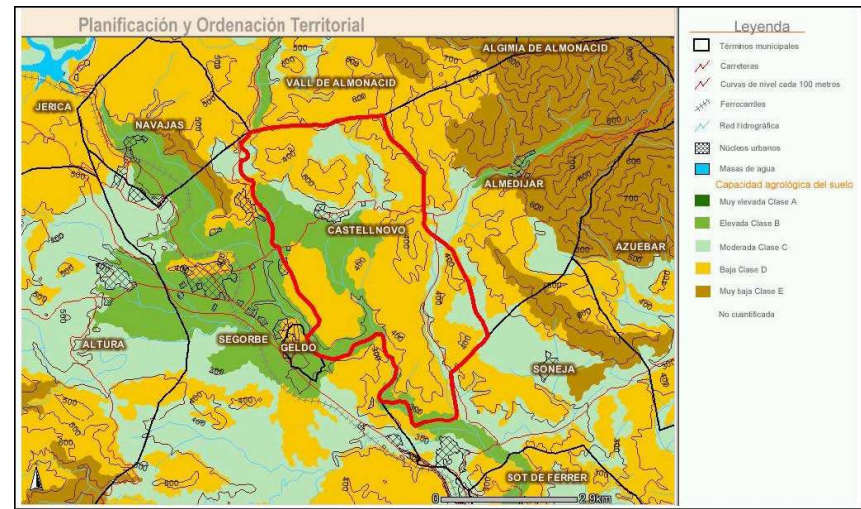 Planificación y Ordenación Territorial
ALGIMIA DE ALMONACID
VALL DE ALMONACID
JERICA
NAVAJAS
ALMEDIJAR
CASTELLNOVO
AZUEBAR
SEGORBE
ALTURA
GELDO
SONEJA
SOT DE FERRER
0 2.9km
Leyenda
Términos municipales
Carreteras
Curvas de nivel cada 100 metros
Ferrocarriles
Red hidrográfica
Núcleos urbanos
Masas de agua
Capacidad agrológica del suelo
Muy elevada Clase A
Elevada Clase B
Moderada Clase C
Baja Clase D
Muy baja Clase E
No cuantificada